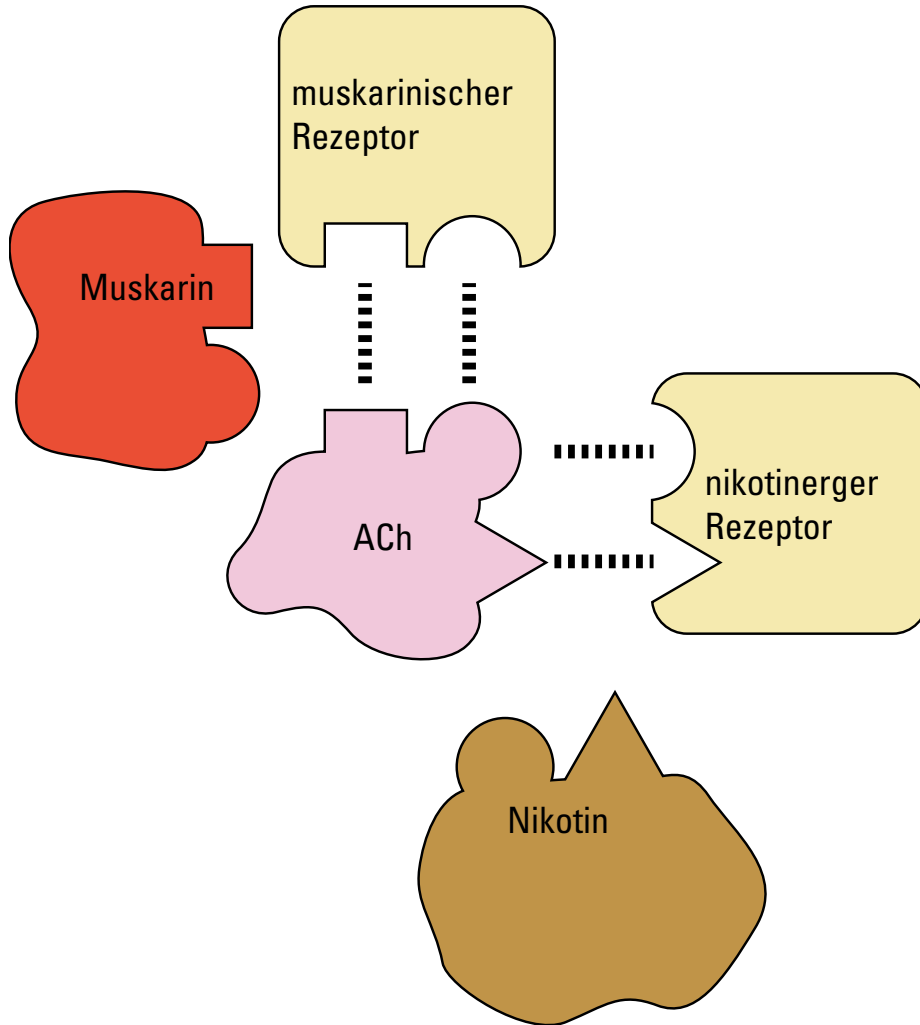 muskarinischer
Rezeptor
Muskarin
ACh
nikotinerger
Rezeptor
Nikotin